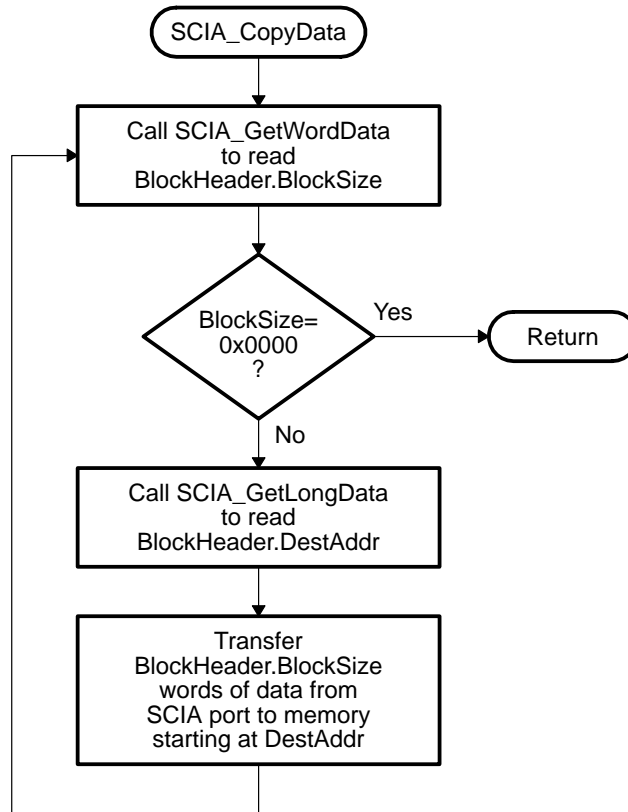 SCIA_CopyData
Call SCIA_GetWordData
to read
BlockHeader.BlockSize
BlockSize=
0x0000
?
Yes
Return
No
Call SCIA_GetLongData
to read
BlockHeader.DestAddr
Transfer
BlockHeader.BlockSize
words of data from
SCIA port to memory
starting at DestAddr